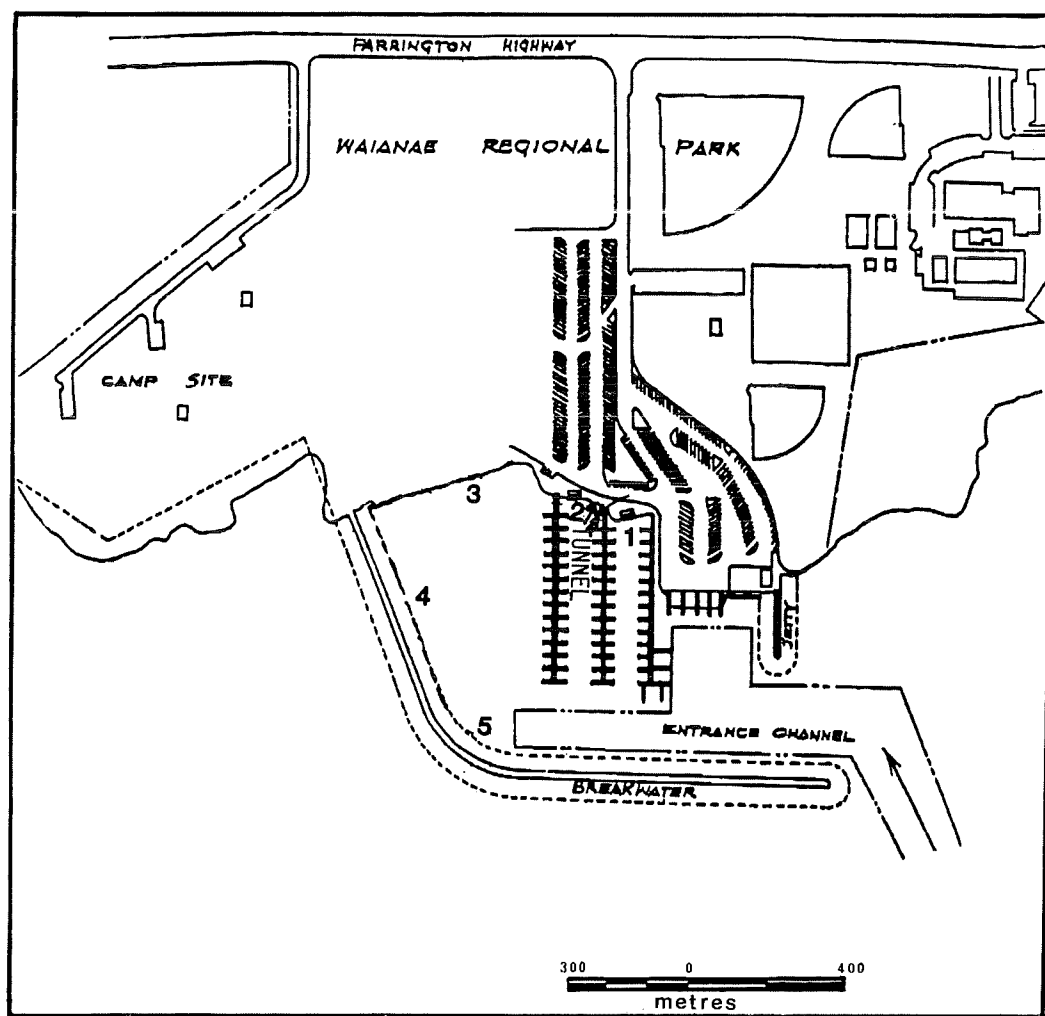 FARRINGTON HIGHWAY
WAIANAE REGIONAL PARK
CAMP SITE
3
2
1
TUNNEL
4
JETTY
5
ENTRANCE CHANNEL
BREAKWATER
300 0 400
metres